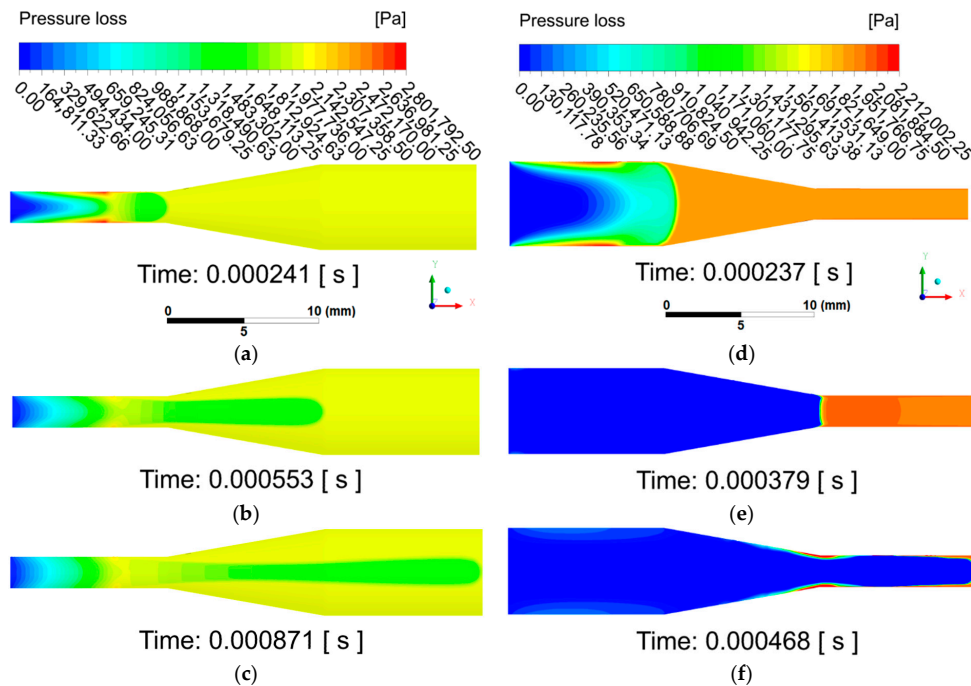 Pressure loss [Pa]
0.00
164,811.33
329,622.66
494,434.00
659,245.31
824,056.63
988,868.00
1,153,679.25
1,318,490.63
1,483,302.00
1,648,113.25
1,812,924.63
1,977,736.00
2,142,547.25
2,307,358.50
2,472,170.00
2,636,981.25
2,801,792.50
Time: 0.000241 [ s ]
Y
X
0 10 (mm)
5
(a)
Time: 0.000553 [ s ]
(b)
Time: 0.000871 [ s ]
(c)
Pressure loss [Pa]
0.00
130,117.78
260,235.56
390,353.34
520,471.13
650,588.88
780,706.69
910,824.50
1,040,942.25
1,171,060.00
1,301,177.75
1,431,295.63
1,561,413.38
1,691,531.13
1,821,649.00
1,951,766.75
2,081,884.50
2,212,002.25
Time: 0.000237 [ s ]
Y
X
0 10 (mm)
5
(d)
Time: 0.000379 [ s ]
(e)
Time: 0.000468 [ s ]
(f)